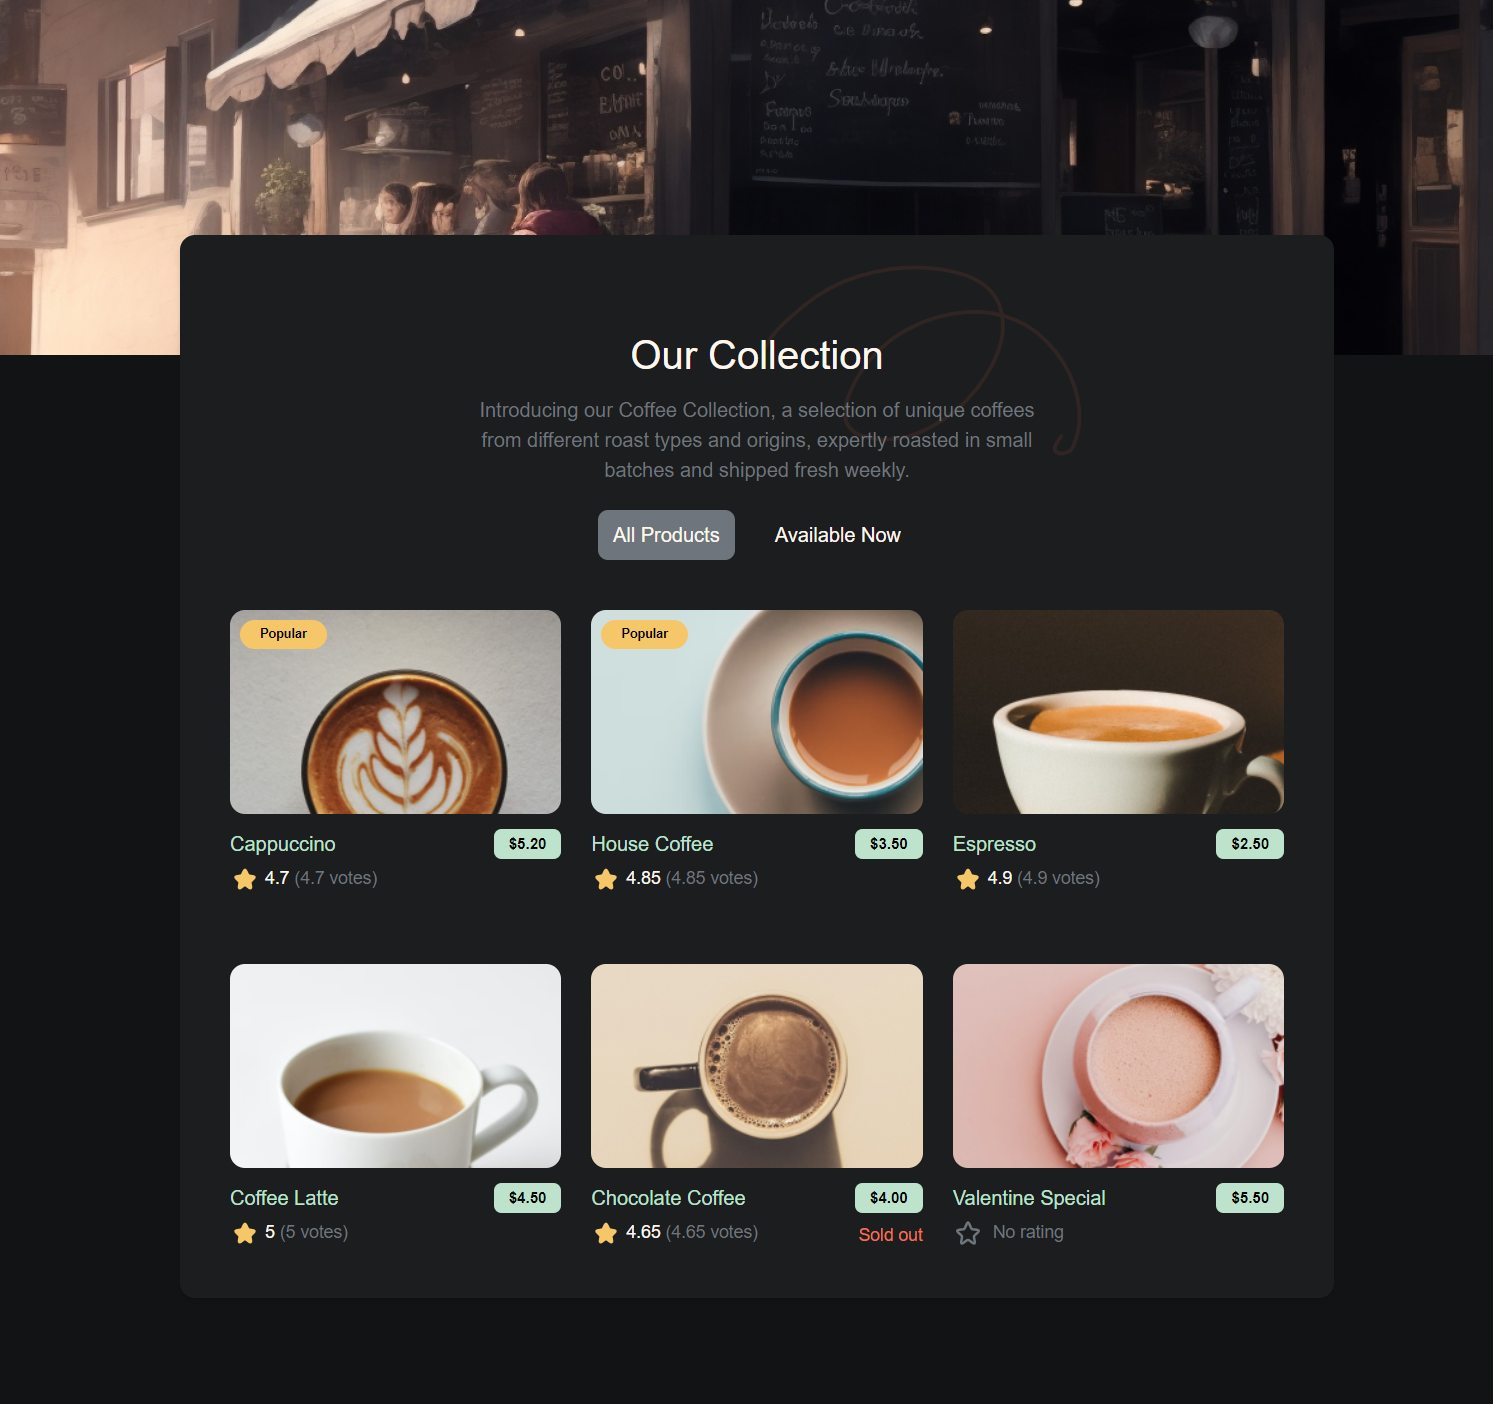 Our Collection
Introducing our Coffee Collection, a selection of unique coffees
from different roast types and origins, expertly roasted in small
batches and shipped fresh weekly.
All Products
Available Now
Popular
Popular
Cappuccino
$5.20
House Coffee
$3.50
Espresso
$2.50
4.7 (4.7 votes)
4.85 (4.85 votes)
4.9 (4.9 votes)
Coffee Latte
$4.50
Chocolate Coffee
$4.00
Valentine Special
$5.50
5 (5 votes)
4.65 (4.65 votes)
Sold out
No rating